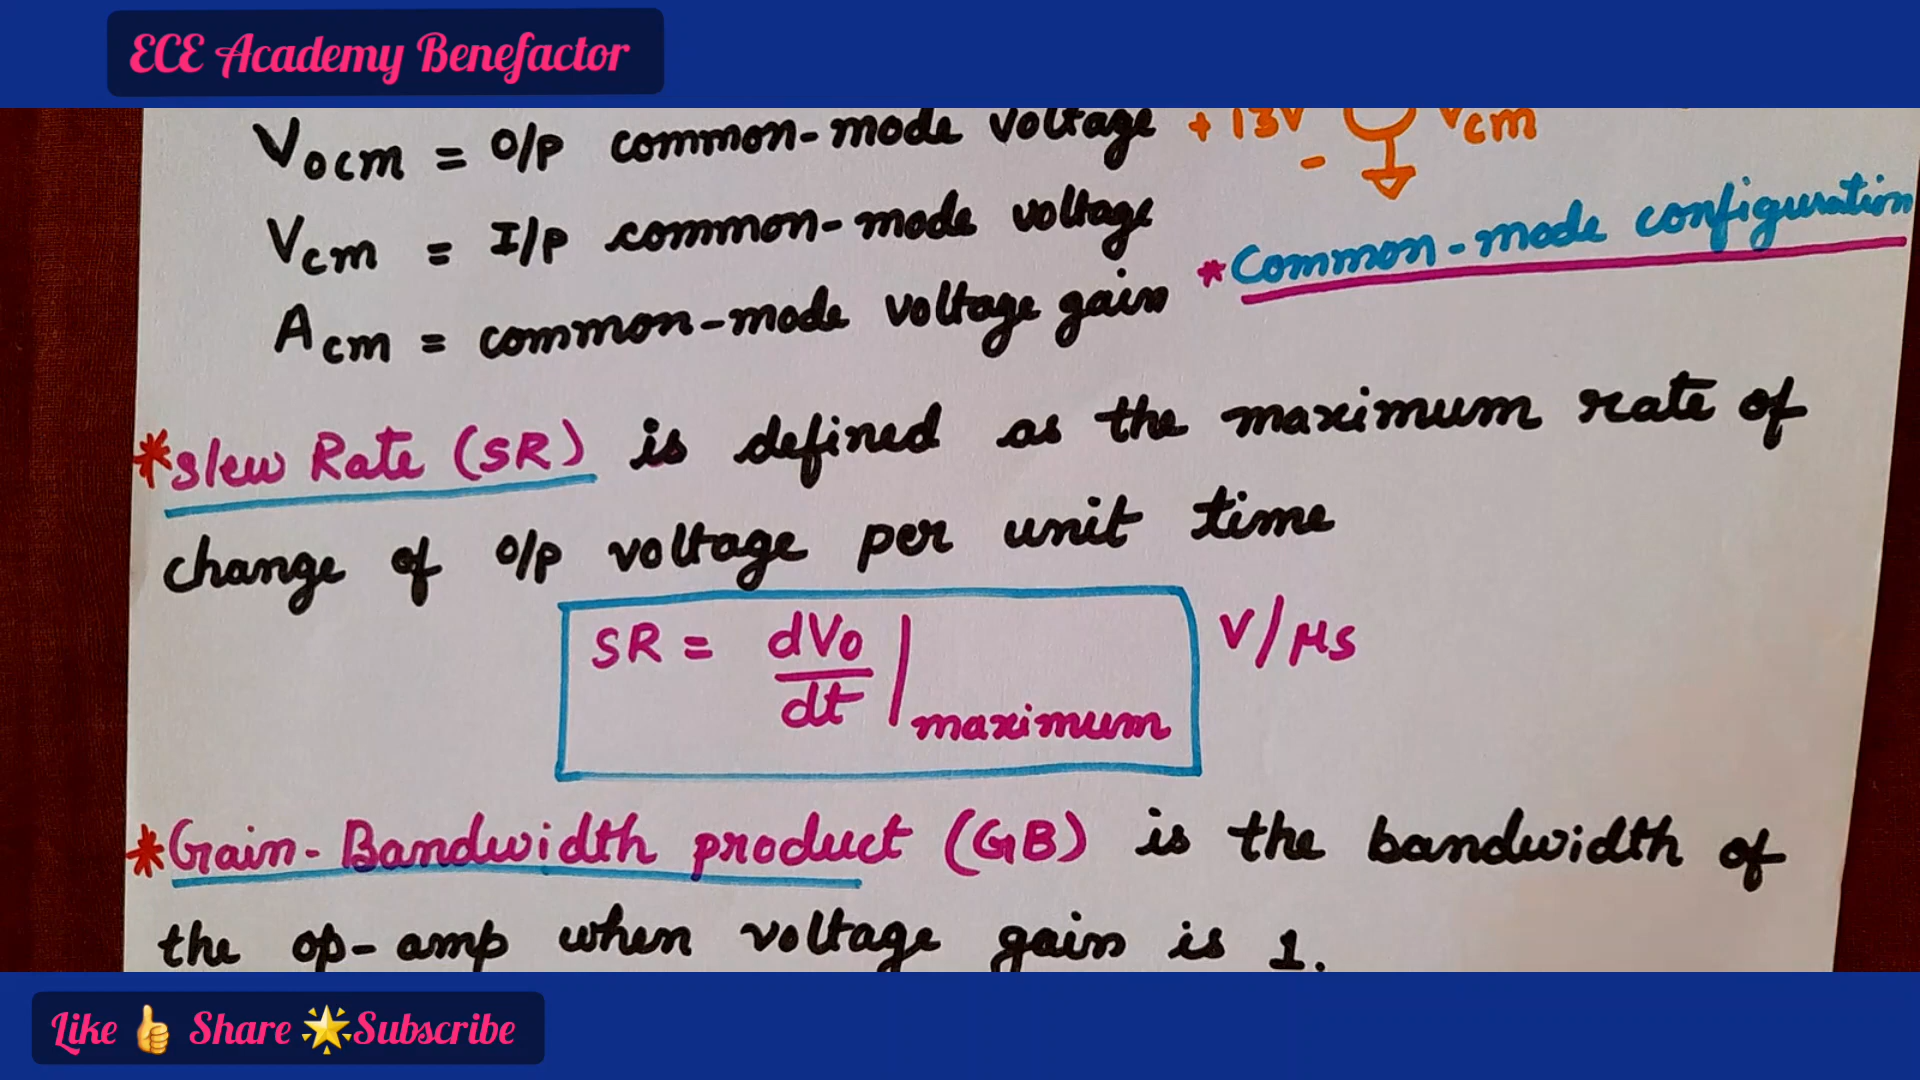 ECE Academy Benefactor
Vocm = O/p common-mode voltage
+ 13V
-
Vcm
Vcm = I/p common-mode voltage
*Common-mode configuration
Acm = common-mode voltage gain
*Slew Rate (SR) is defined as the maximum rate of
change of O/p voltage per unit time
SR = dVo/dt | maximum V/μs
*Gain-Bandwidth product (GB) is the bandwidth of
the op-amp when voltage gain is 1.
Like 👍 Share 🌟Subscribe